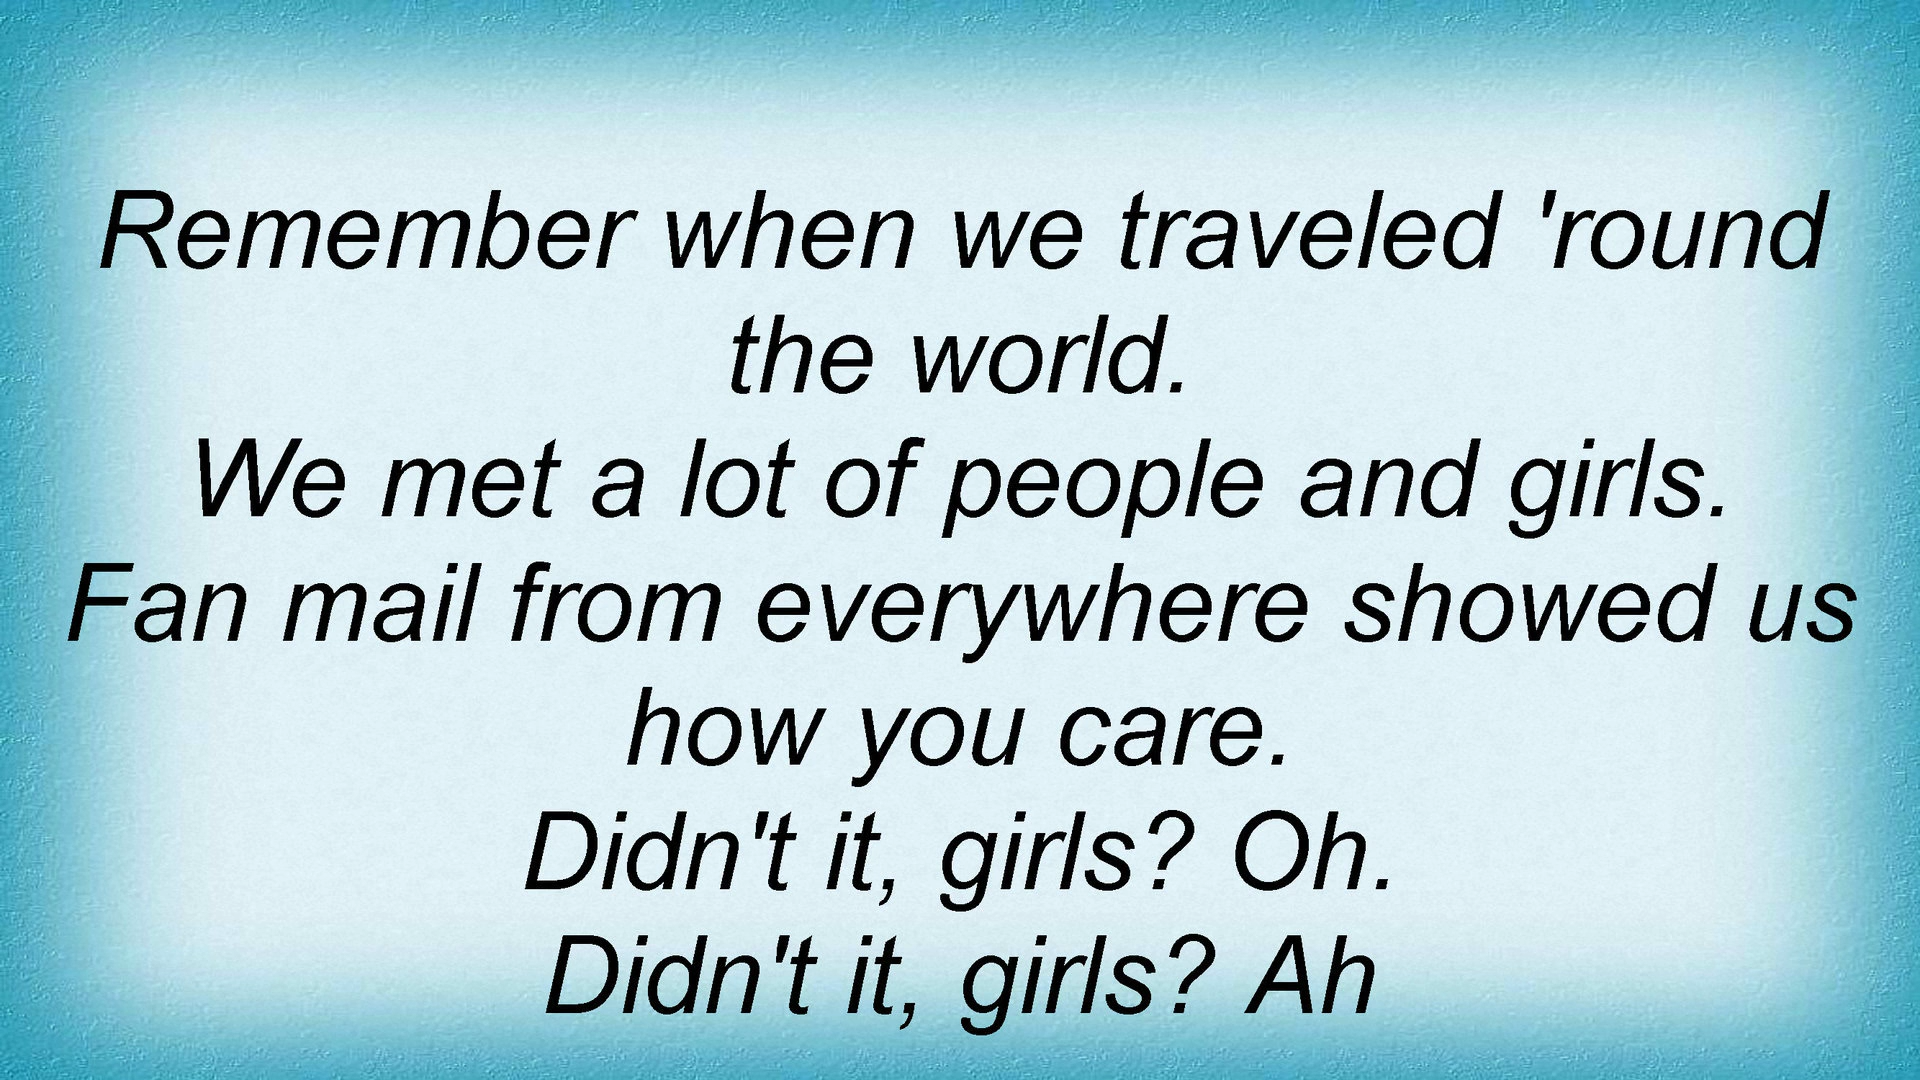 Remember when we traveled 'round
the world.
We met a lot of people and girls.
Fan mail from everywhere showed us
how you care.
Didn't it, girls? Oh.
Didn't it, girls? Ah